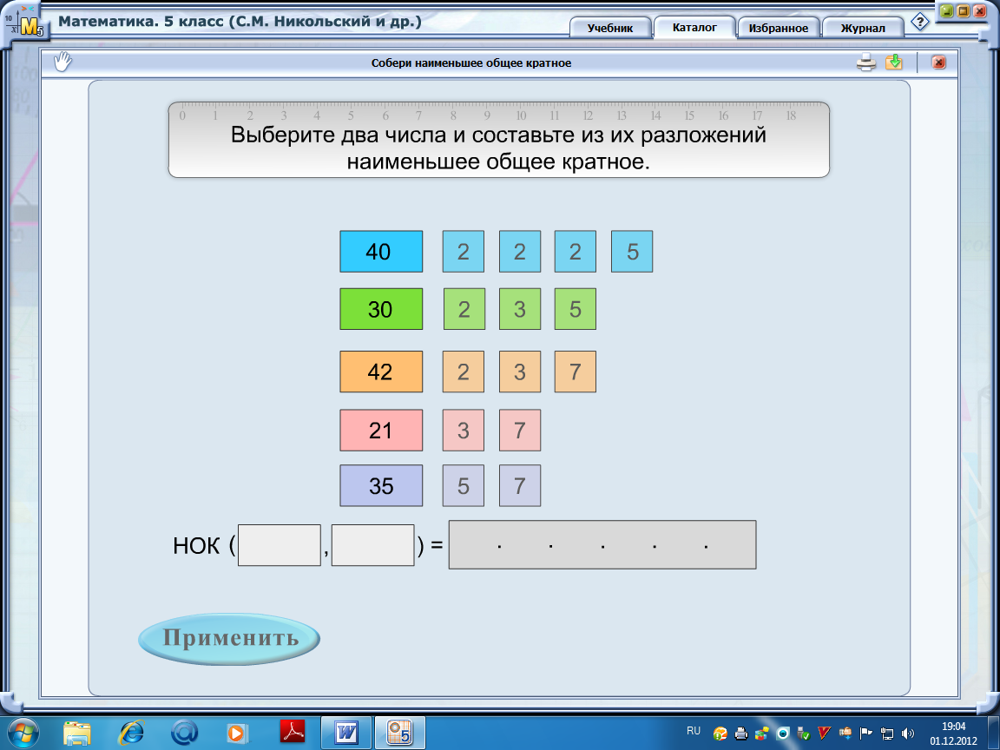 Математика. 5 класс (С.М. Никольский и др.)
Учебник Каталог Избранное Журнал
Собери наименьшее общее кратное
0 1 2 3 4 5 6 7 8 9 10 11 12 13 14 15 16 17 18
Выберите два числа и составьте из их разложений
наименьшее общее кратное.
40 2 2 2 5
30 2 3 5
42 2 3 7
21 3 7
35 5 7
НОК ( , ) = · · · · ·
Применить
RU 19:04
01.12.2012